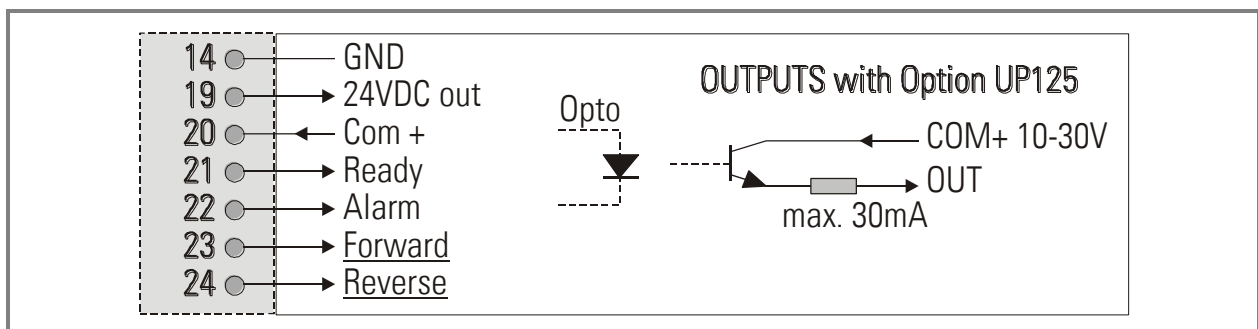 14 GND
19 24VDC out
20 Com +
21 Ready
22 Alarm
23 Forward
24 Reverse
OUTPUTS with Option UP125
Opto
COM+ 10-30V
OUT
max. 30mA